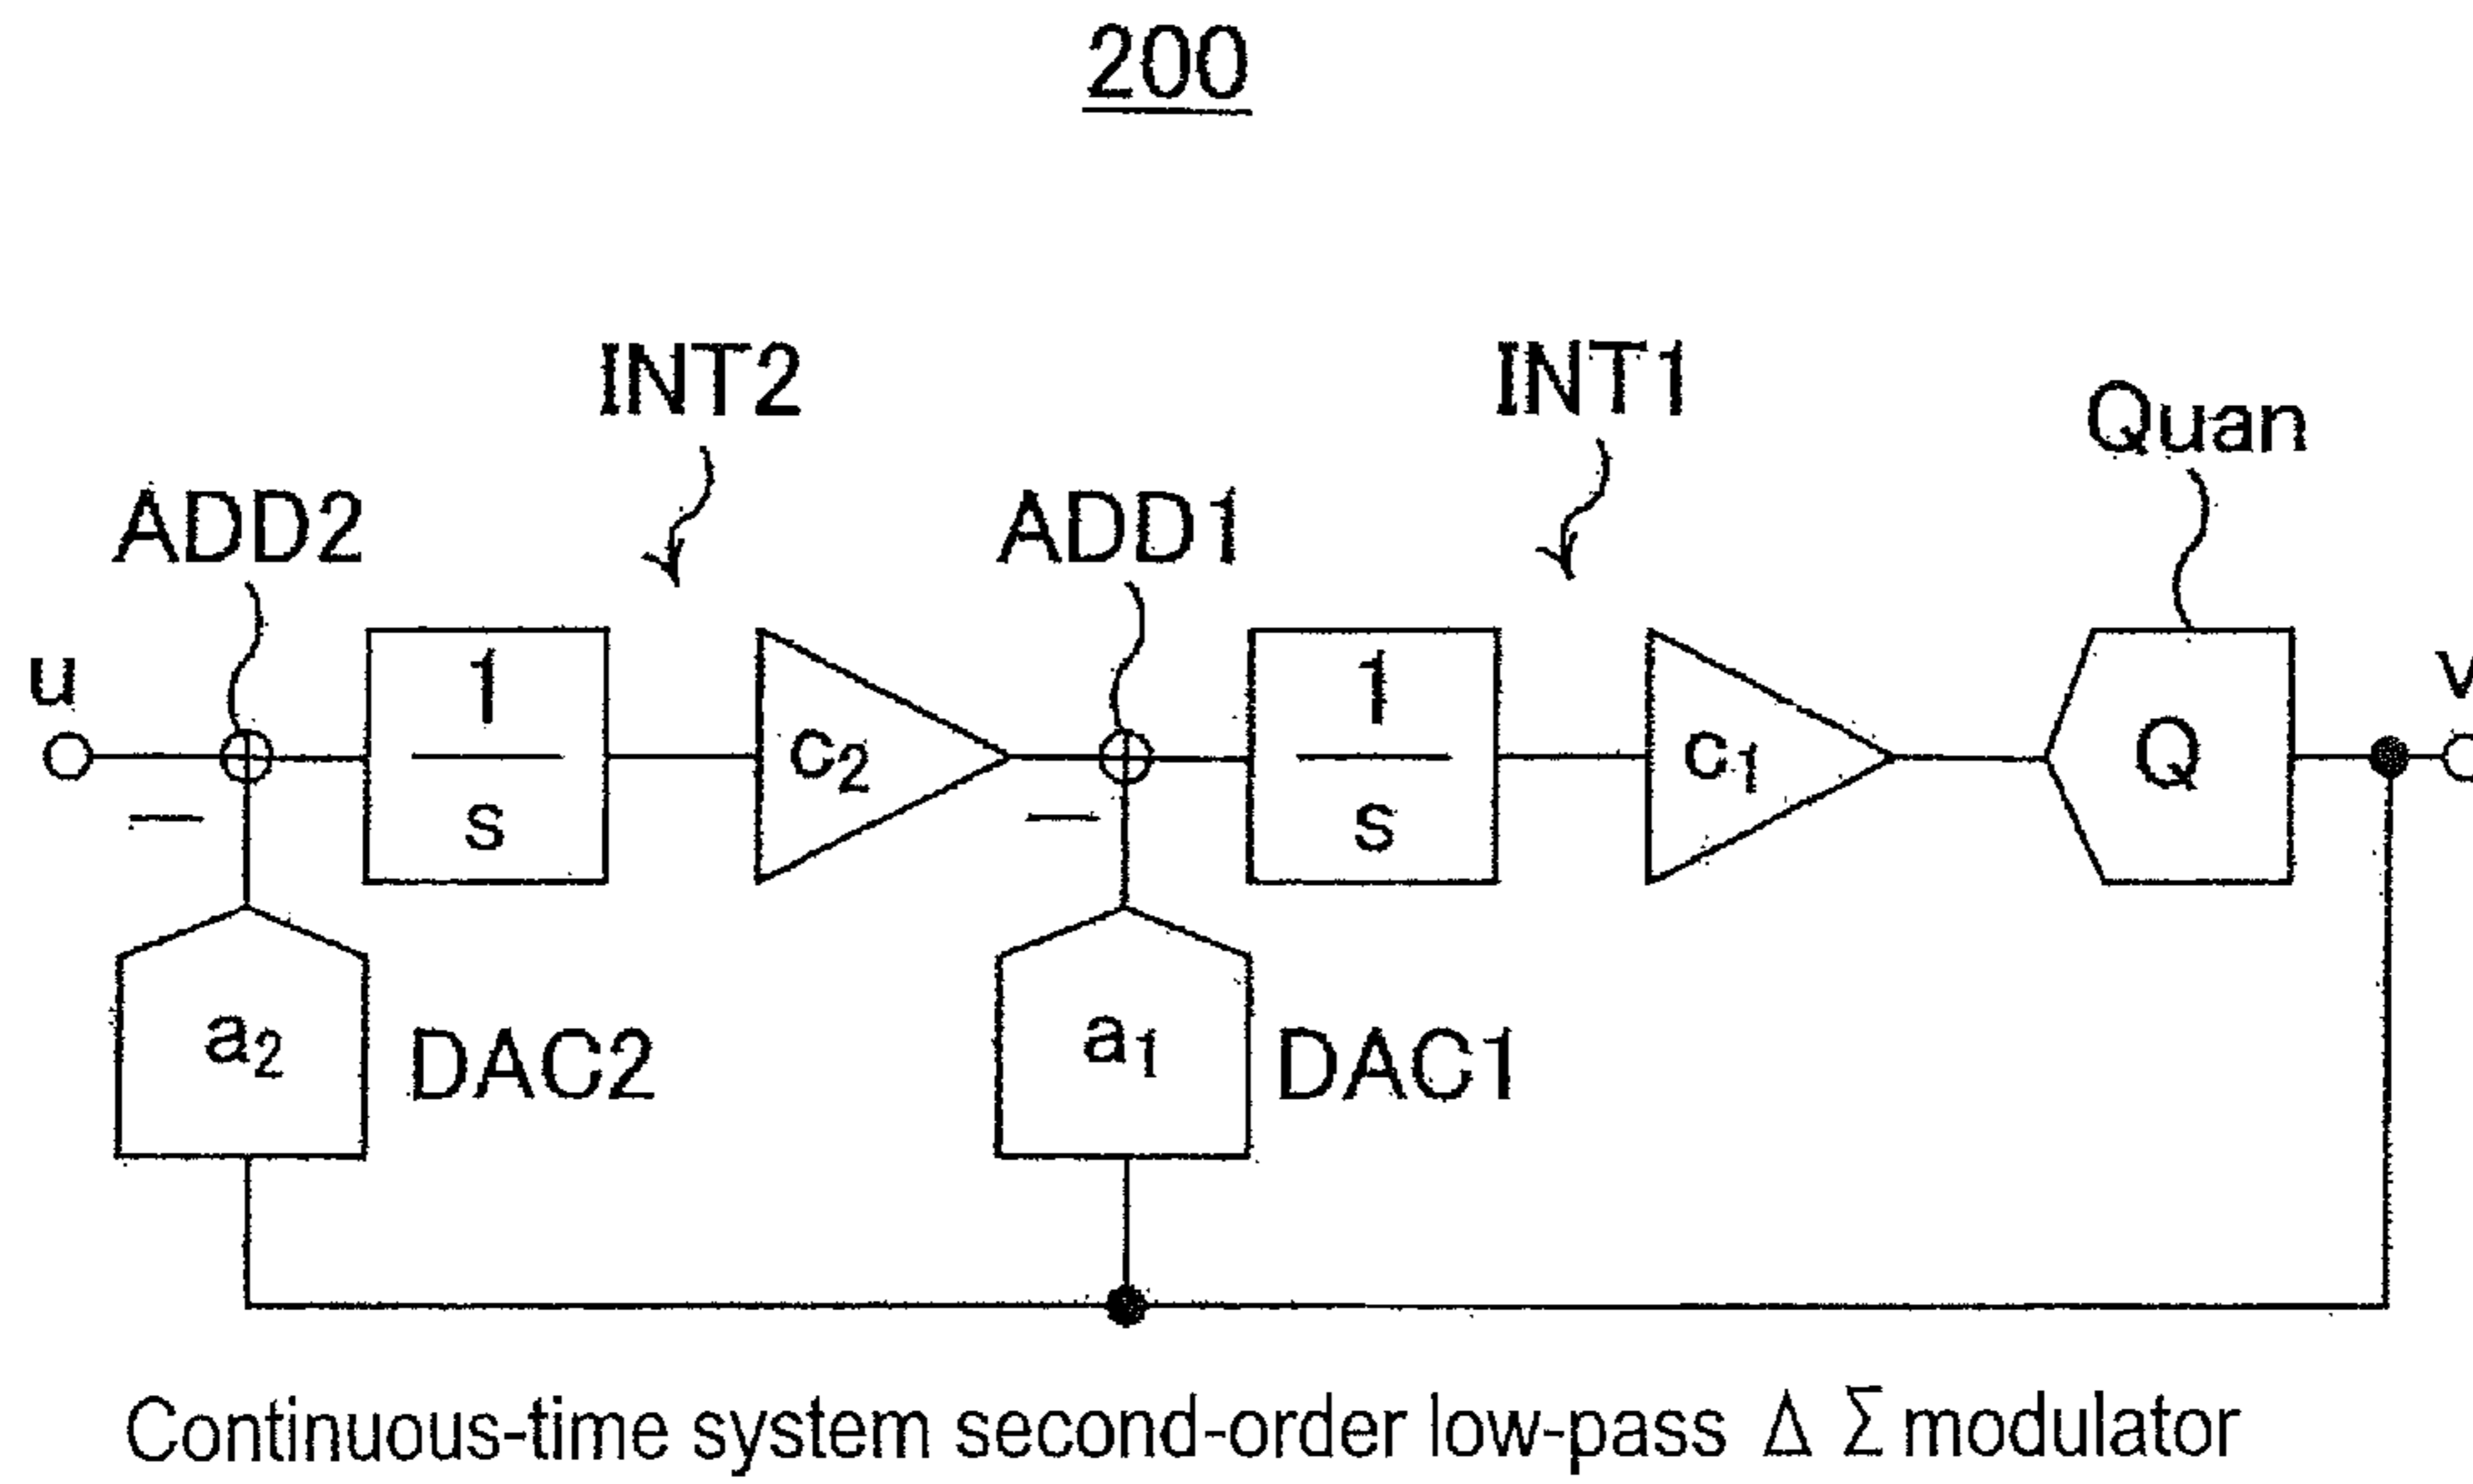 200
INT2
INT1
Quan
ADD2
ADD1
u
1
s
c2
1
s
c1
Q
v
a2
DAC2
a1
DAC1
Continuous-time system second-order low-pass ΔΣ modulator